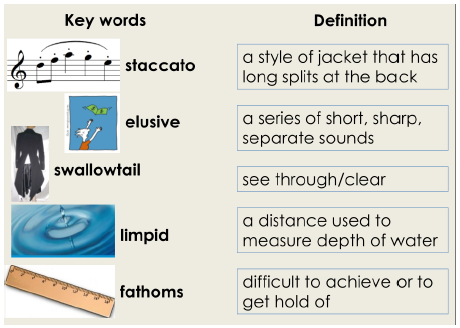 Key words
Definition
staccato
a style of jacket that has
long splits at the back
elusive
a series of short, sharp,
separate sounds
swallowtail
see through/clear
limpid
a distance used to
measure depth of water
fathoms
difficult to achieve or to
get hold of